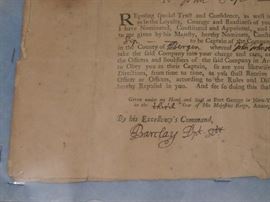 REposing Special Trust and Confidence, as well
in the Loyalty, Courage and Readiness of you
I have Nominated, Constituted and Appointed, and
to me given by his Majesty, hereby Nominate, Con
to be Captain of the Company
in the County of Bergen whereof John
take the said Company into your charge and care, as
the Officers and Souldiers of the said Company in Ar
to Obey you as their Captain, so are you likewise
Directions, from time to time, as you shall Receive
Officer or Officers, according to the Rules and Dis
hereby Reposed in you. And for so doing this shall
Given under my Hand and Seal at Fort George in New-
in the third Year of His Majesties Reign, Annoq
By his Excellency's Command,
Barclay